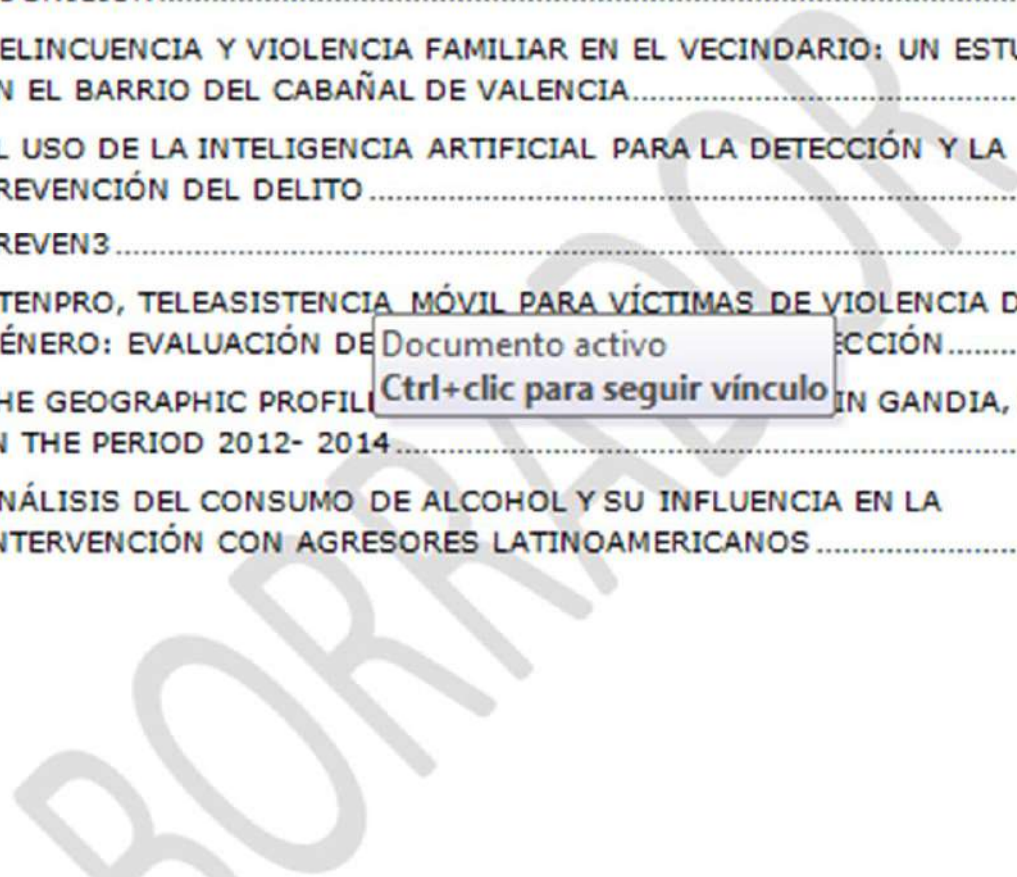 ELINCUENCIA Y VIOLENCIA FAMILIAR EN EL VECINDARIO: UN ESTU
N EL BARRIO DEL CABAÑAL DE VALENCIA
L USO DE LA INTELIGENCIA ARTIFICIAL PARA LA DETECCIÓN Y LA
REVENCIÓN DEL DELITO
REVEN3
TENPRO, TELEASISTENCIA MÓVIL PARA VÍCTIMAS DE VIOLENCIA D
ÉNERO: EVALUACIÓN DE ECCIÓN
Documento activo
Ctrl+clic para seguir vínculo
HE GEOGRAPHIC PROFIL IN GANDIA,
N THE PERIOD 2012- 2014
NÁLISIS DEL CONSUMO DE ALCOHOL Y SU INFLUENCIA EN LA
NTERVENCIÓN CON AGRESORES LATINOAMERICANOS
BORRADOR